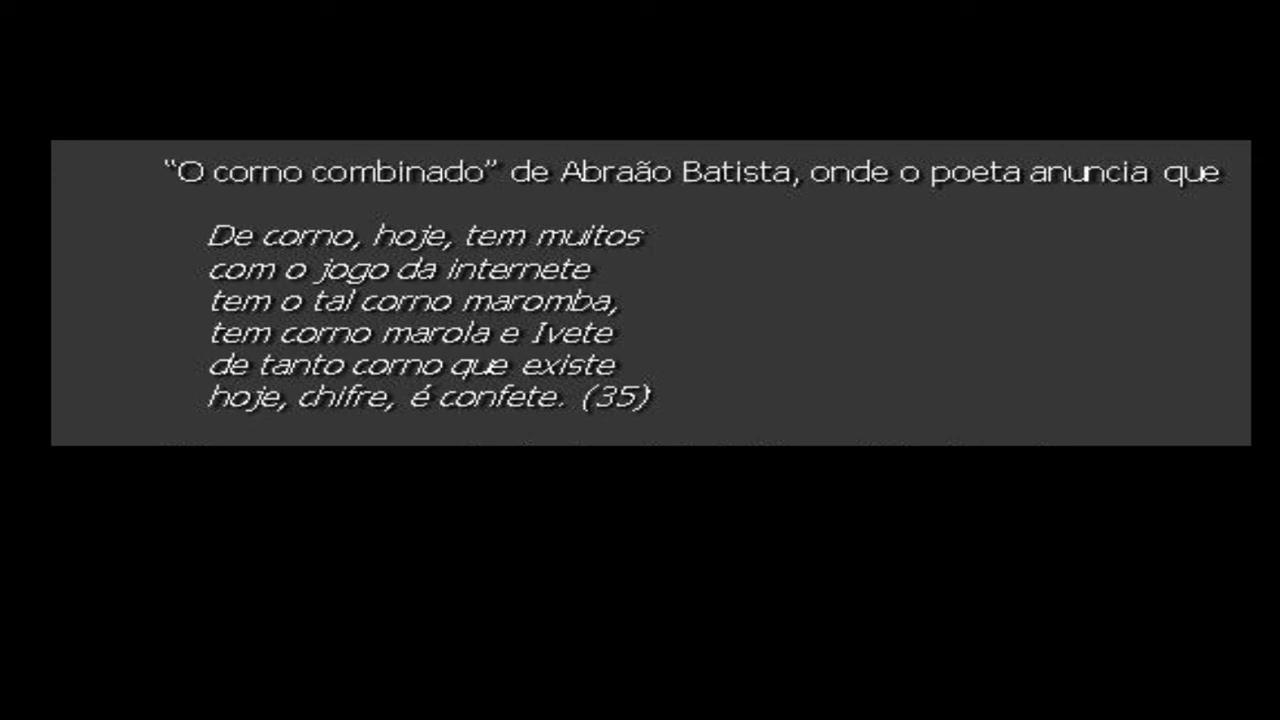 “O corno combinado” de Abraão Batista, onde o poeta anuncia que
De corno, hoje, tem muitos
com o jogo da internete
tem o tal corno maromba,
tem corno marola e Ivete
de tanto corno que existe
hoje, chifre, é confete. (35)